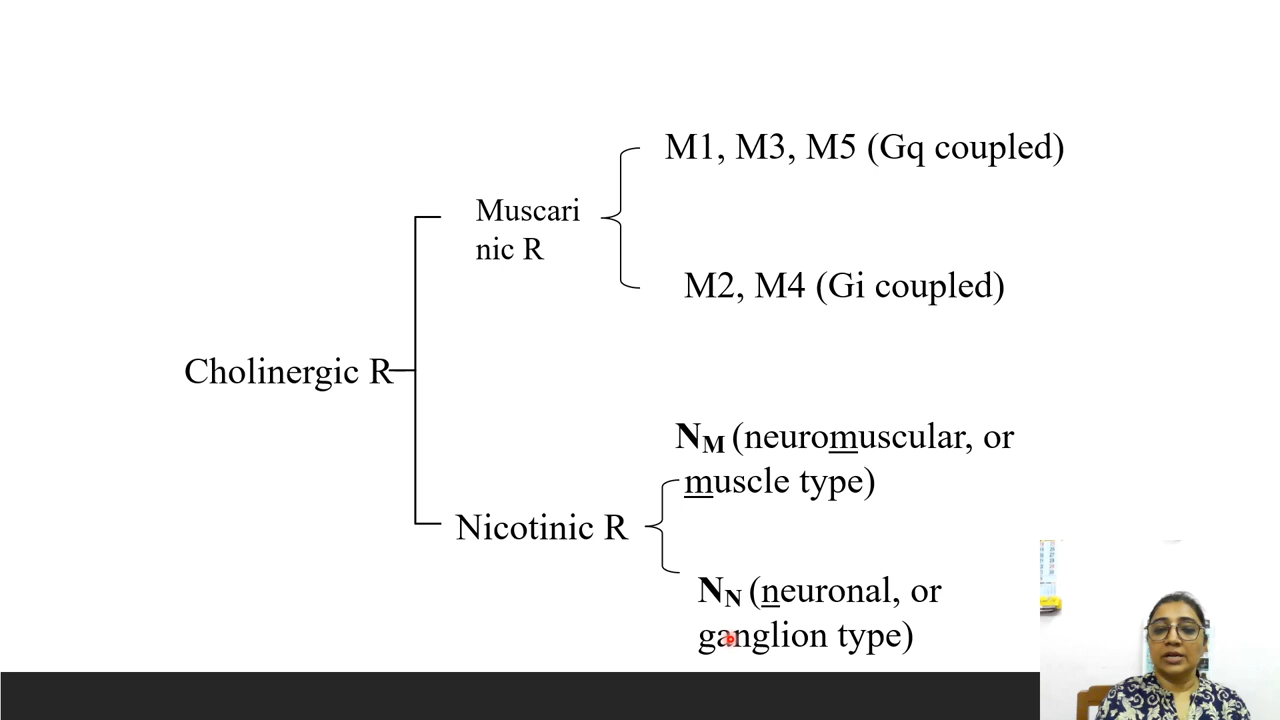 M1, M3, M5 (Gq coupled)
Muscari
nic R
M2, M4 (Gi coupled)
Cholinergic R
NM (neuromuscular, or
muscle type)
Nicotinic R
NN (neuronal, or
ganglion type)